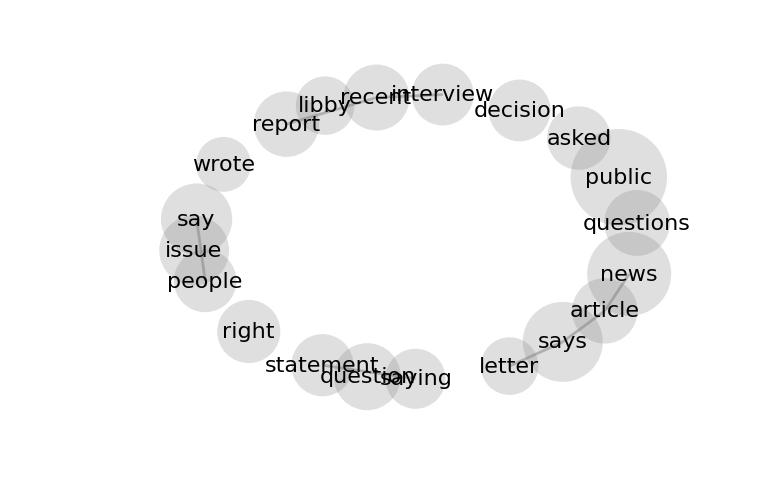 interview
recent
libby
decision
report
asked
wrote
public
say
questions
issue
news
people
article
right
says
statement
letter
question
saying